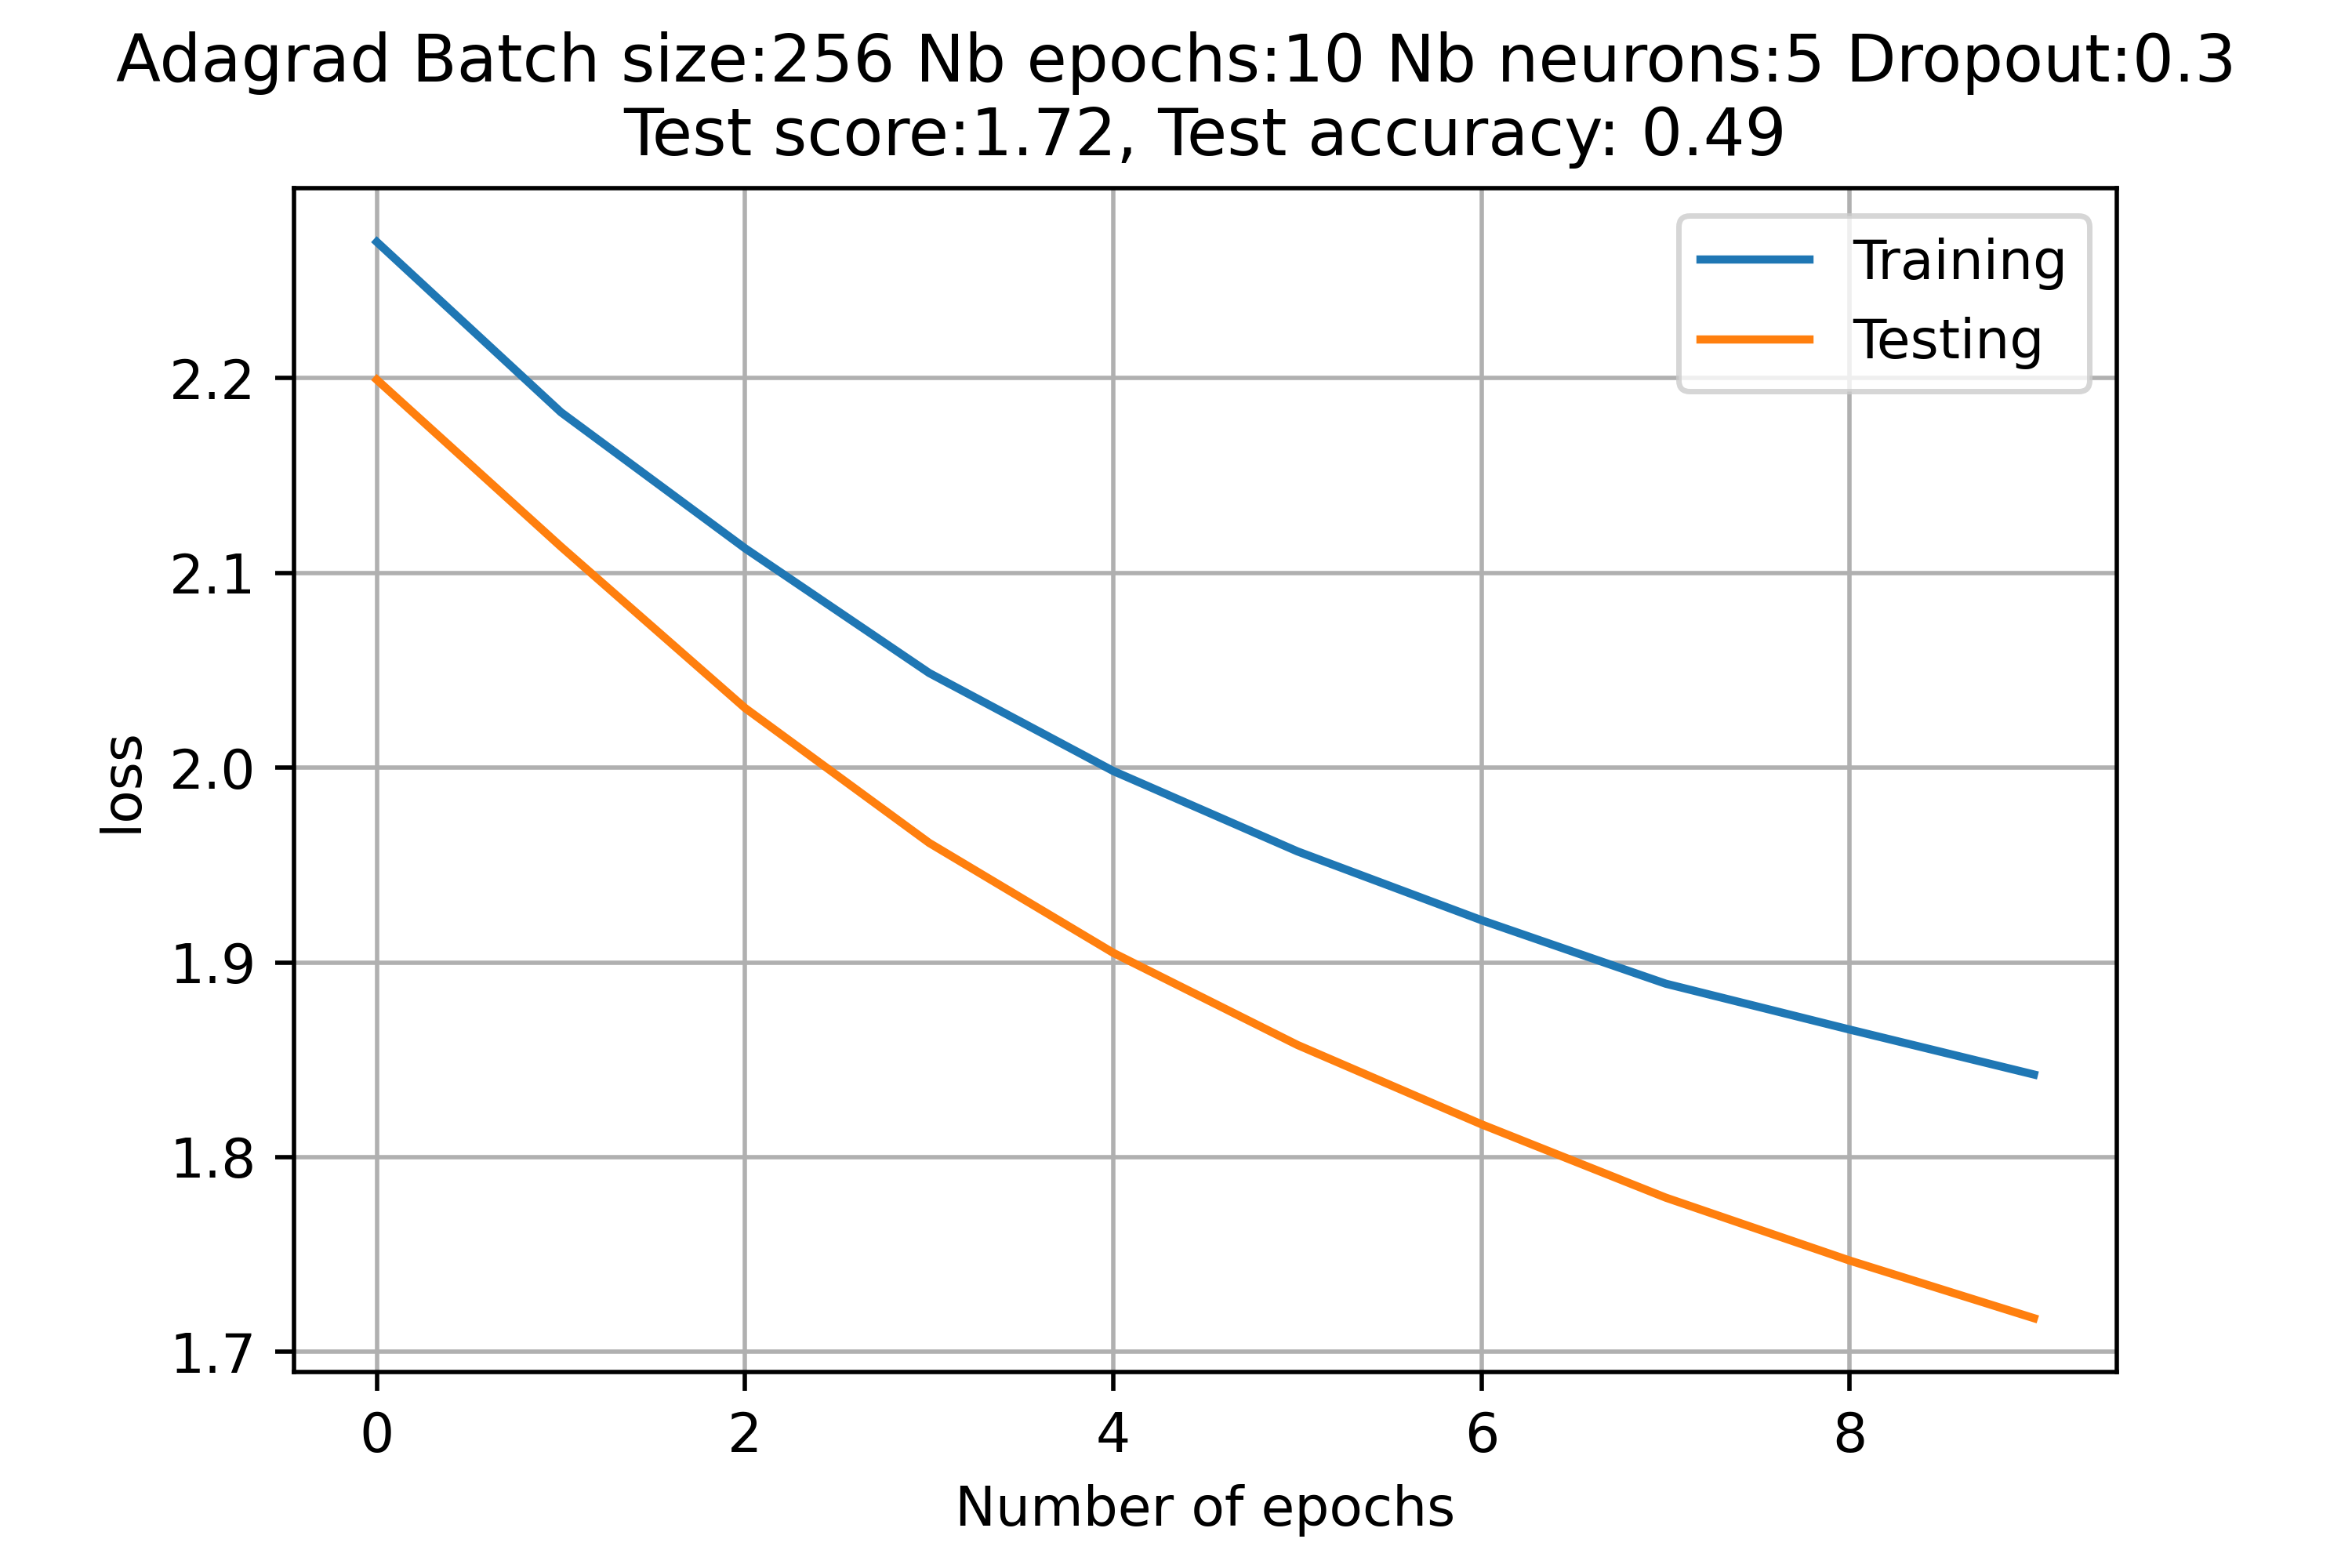 Adagrad Batch size:256 Nb epochs:10 Nb neurons:5 Dropout:0.3
Test score:1.72, Test accuracy: 0.49
Training
Testing
2.2
2.1
2.0
1.9
1.8
1.7
loss
0 2 4 6 8
Number of epochs